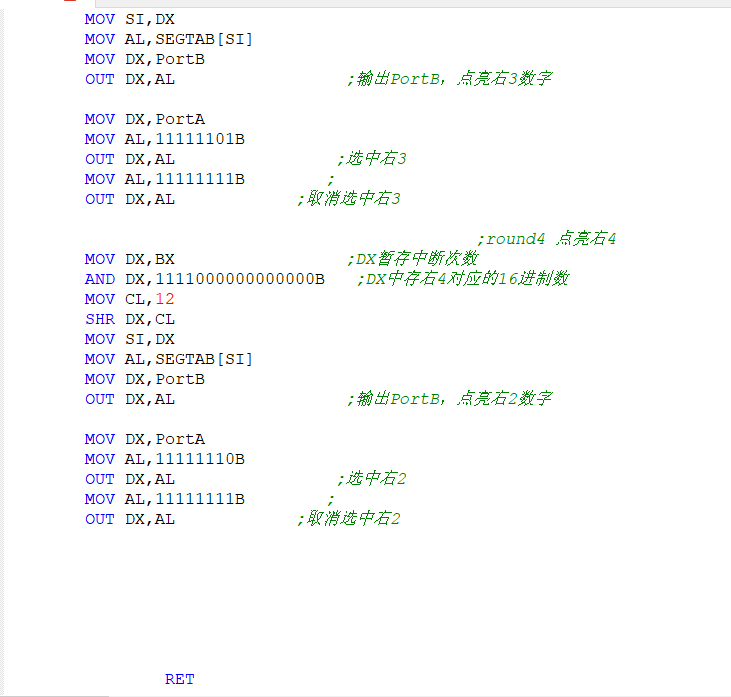 MOV SI,DX
MOV AL,SEGTAB[SI]
MOV DX,PortB
OUT DX,AL ;输出PortB，点亮右3数字
MOV DX,PortA
MOV AL,11111101B
OUT DX,AL ;选中右3
MOV AL,11111111B ;
OUT DX,AL ;取消选中右3
;round4 点亮右4
MOV DX,BX ;DX暂存中断次数
AND DX,1111000000000000B ;DX中存右4对应的16进制数
MOV CL,12
SHR DX,CL
MOV SI,DX
MOV AL,SEGTAB[SI]
MOV DX,PortB
OUT DX,AL ;输出PortB，点亮右2数字
MOV DX,PortA
MOV AL,11111110B
OUT DX,AL ;选中右2
MOV AL,11111111B ;
OUT DX,AL ;取消选中右2
RET